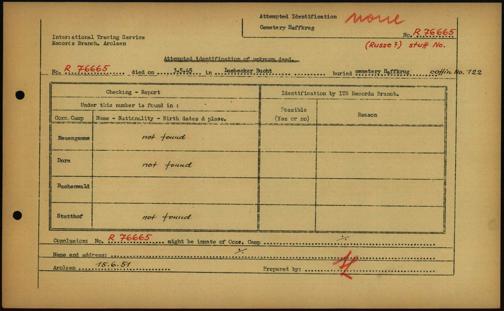 Attempted Identification none
Cemetery Haffkrug
No. R 76665
International Tracing Service
Records Branch, Arolsen
(Russe?) stuff No.
Attempted identification of unknown dead.
No. R 76665 died on 3.5.45 in Luebecker Bucht buried cemetery Haffkrug coffin No. 122
Checking - Report
Identification by ITS Records Branch.
Under this number is found in :
Possible
(Yes or no)
Reason
Conc. Camp Name - Nationality - Birth dates & place.
Neuengamme not found
Dora not found
Buchenwald
Stutthof not found
Conclusion: No. R 76665 might be inmate of Conc. Camp
Name and address:
Arolsen 15.6.51 Prepared by: